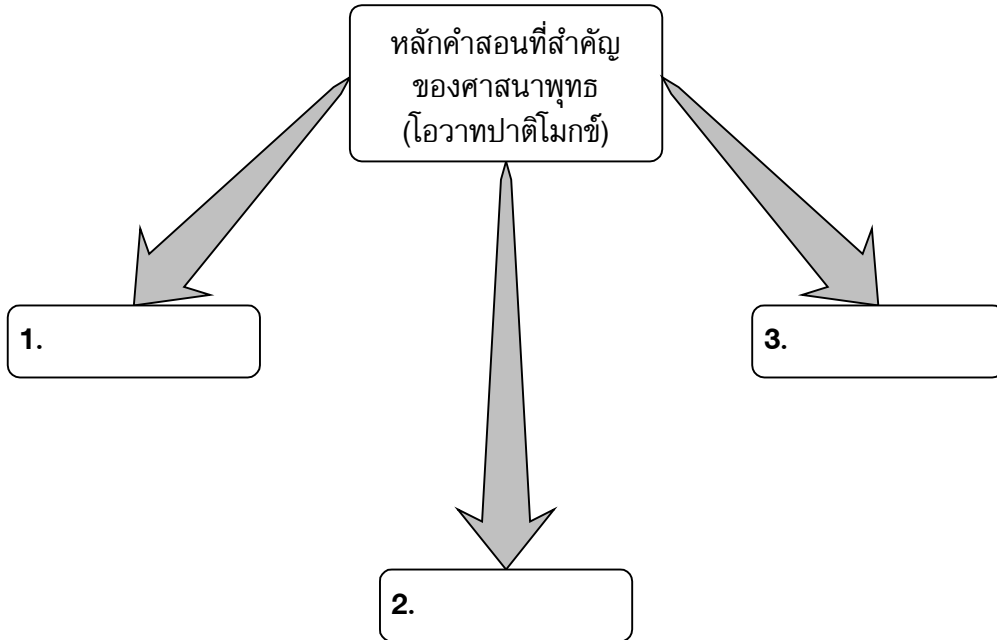 หลักคำสอนที่สำคัญ
ของศาสนาพุทธ
(โอวาทปาติโมกข์)
1.
3.
2.